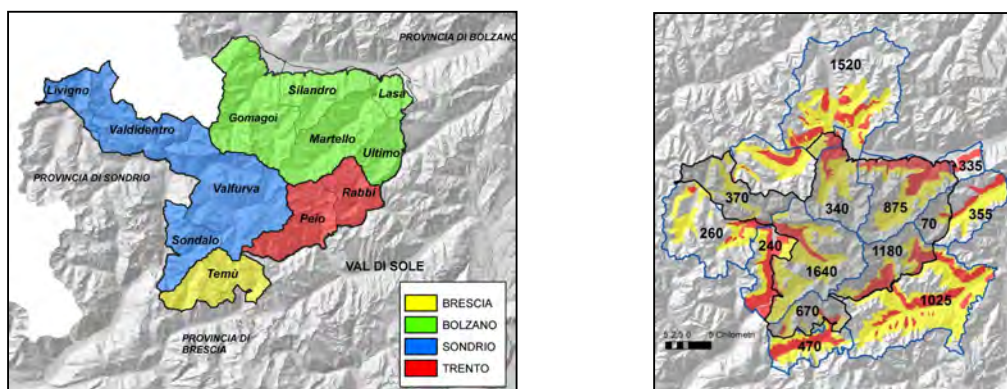 PROVINCIA DI BOLZANO
Livigno
Silandro
Lasa
Valdidentro
Gomagoi
Martello
Ultimo
PROVINCIA DI SONDRIO
Valfurva
Rabbi
Peio
Sondalo
VAL DI SOLE
Temù
PROVINCIA DI
BRESCIA
BRESCIA
BOLZANO
SONDRIO
TRENTO
1520
335
370
340
875
355
70
260
240
1180
1640
1025
670
470
Chilometri